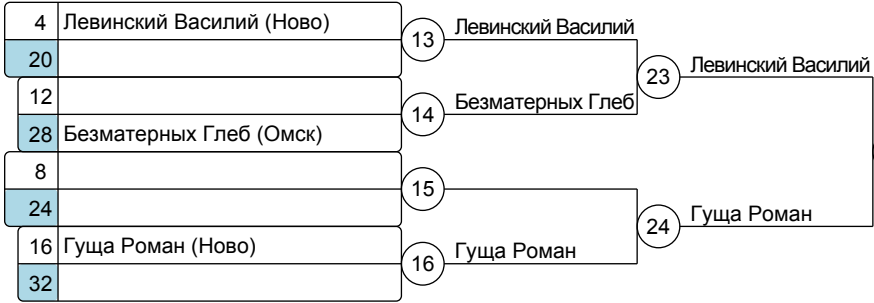 4 Левинский Василий (Ново)
20
12
28 Безматерных Глеб (Омск)
8
24
16 Гуща Роман (Ново)
32
13 Левинский Василий
14 Безматерных Глеб
15
16 Гуща Роман
23 Левинский Василий
24 Гуща Роман